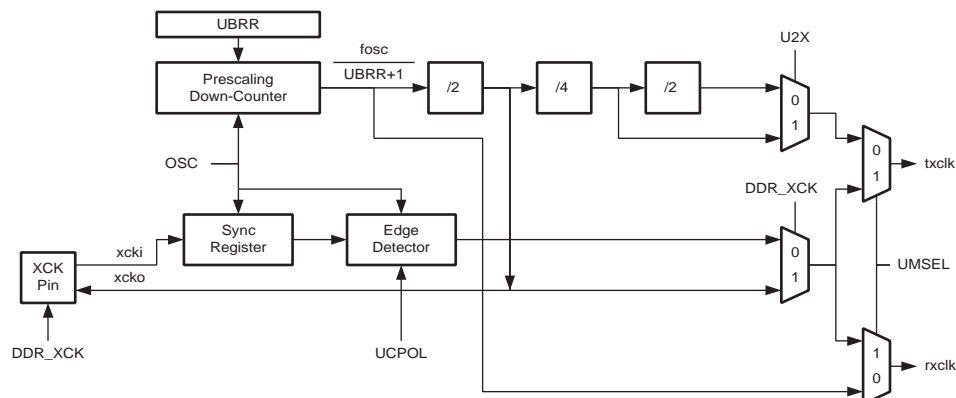 UBRR
U2X
fosc
UBRR+1
Prescaling
Down-Counter
/2
/4
/2
0
1
OSC
0
1
txclk
DDR_XCK
Sync
Register
Edge
Detector
xcki
0
1
XCK
Pin
xcko
UMSEL
DDR_XCK
UCPOL
1
0
rxclk